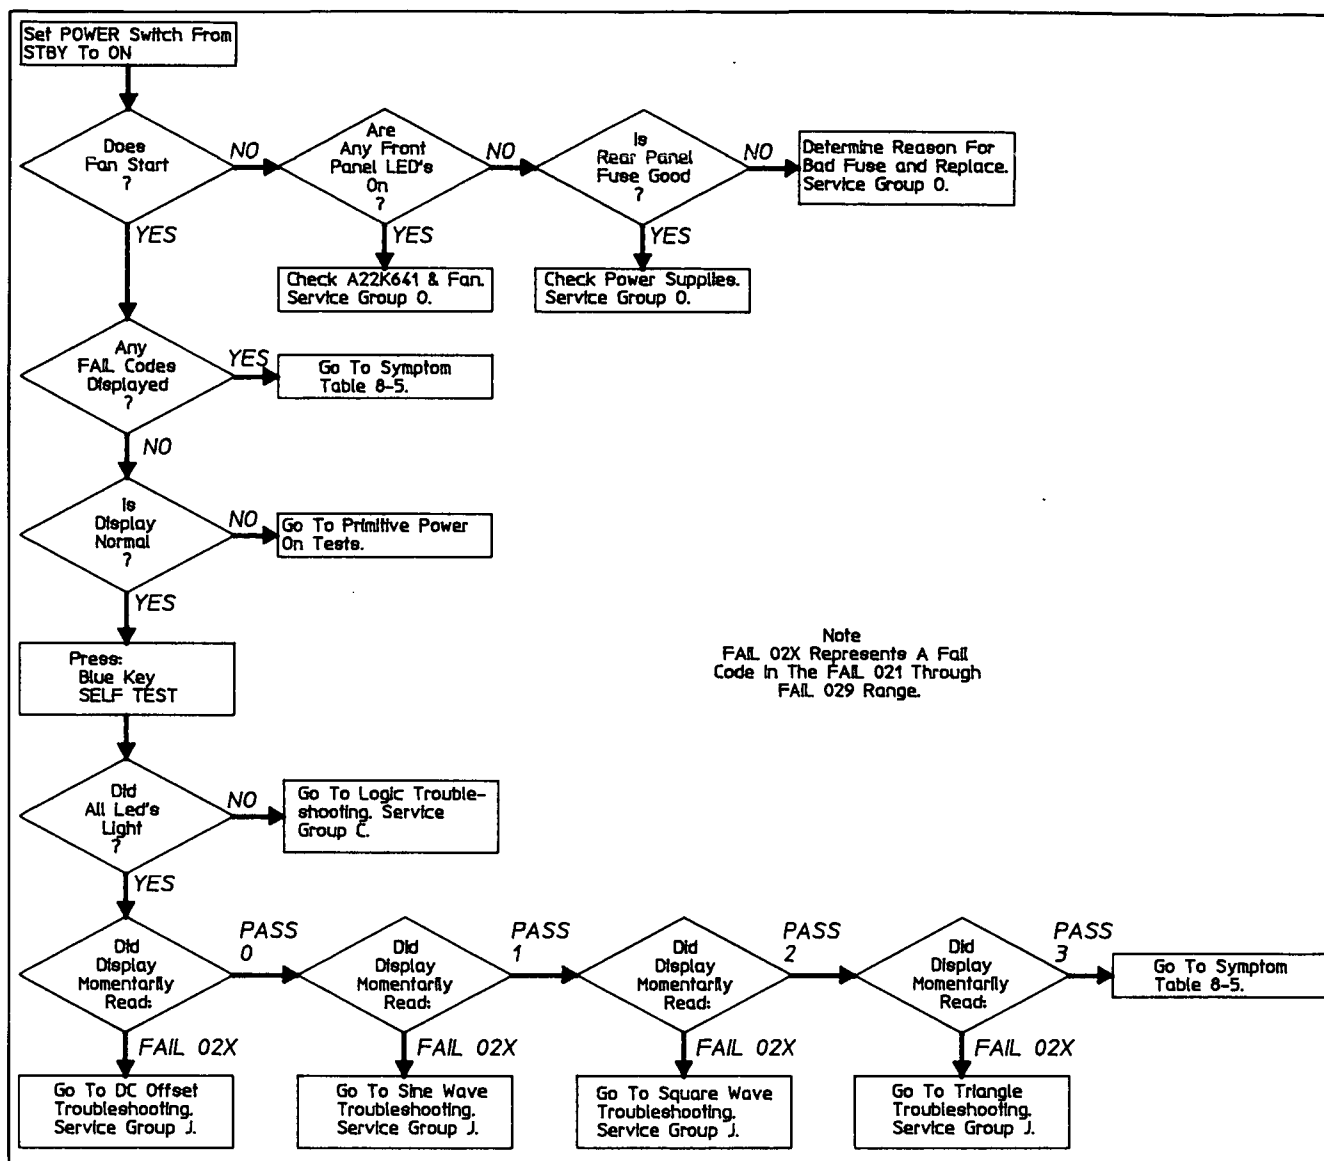 Set POWER Switch From
STBY To ON
Does
Fan Start
?
NO
Are
Any Front
Panel LED's
On
?
NO
Is
Rear Panel
Fuse Good
?
NO
Determine Reason For
Bad Fuse and Replace.
Service Group O.
YES
YES
YES
Check A22K641 & Fan.
Service Group O.
Check Power Supplies.
Service Group O.
Any
FAIL Codes
Displayed
?
YES
Go To Symptom
Table 8-5.
NO
Is
Display
Normal
?
NO
Go To Primitive Power
On Tests.
YES
Press:
Blue Key
SELF TEST
Note
FAIL 02X Represents A Fail
Code In The FAIL 021 Through
FAIL 029 Range.
Did
All Led's
Light
?
NO
Go To Logic Trouble-
shooting. Service
Group C.
YES
Did
Display
Momentarily
Read:
PASS
0
Did
Display
Momentarily
Read:
PASS
1
Did
Display
Momentarily
Read:
PASS
2
Did
Display
Momentarily
Read:
PASS
3
Go To Symptom
Table 8-5.
FAIL 02X
FAIL 02X
FAIL 02X
FAIL 02X
Go To DC Offset
Troubleshooting.
Service Group J.
Go To Sine Wave
Troubleshooting.
Service Group J.
Go To Square Wave
Troubleshooting.
Service Group J.
Go To Triangle
Troubleshooting.
Service Group J.